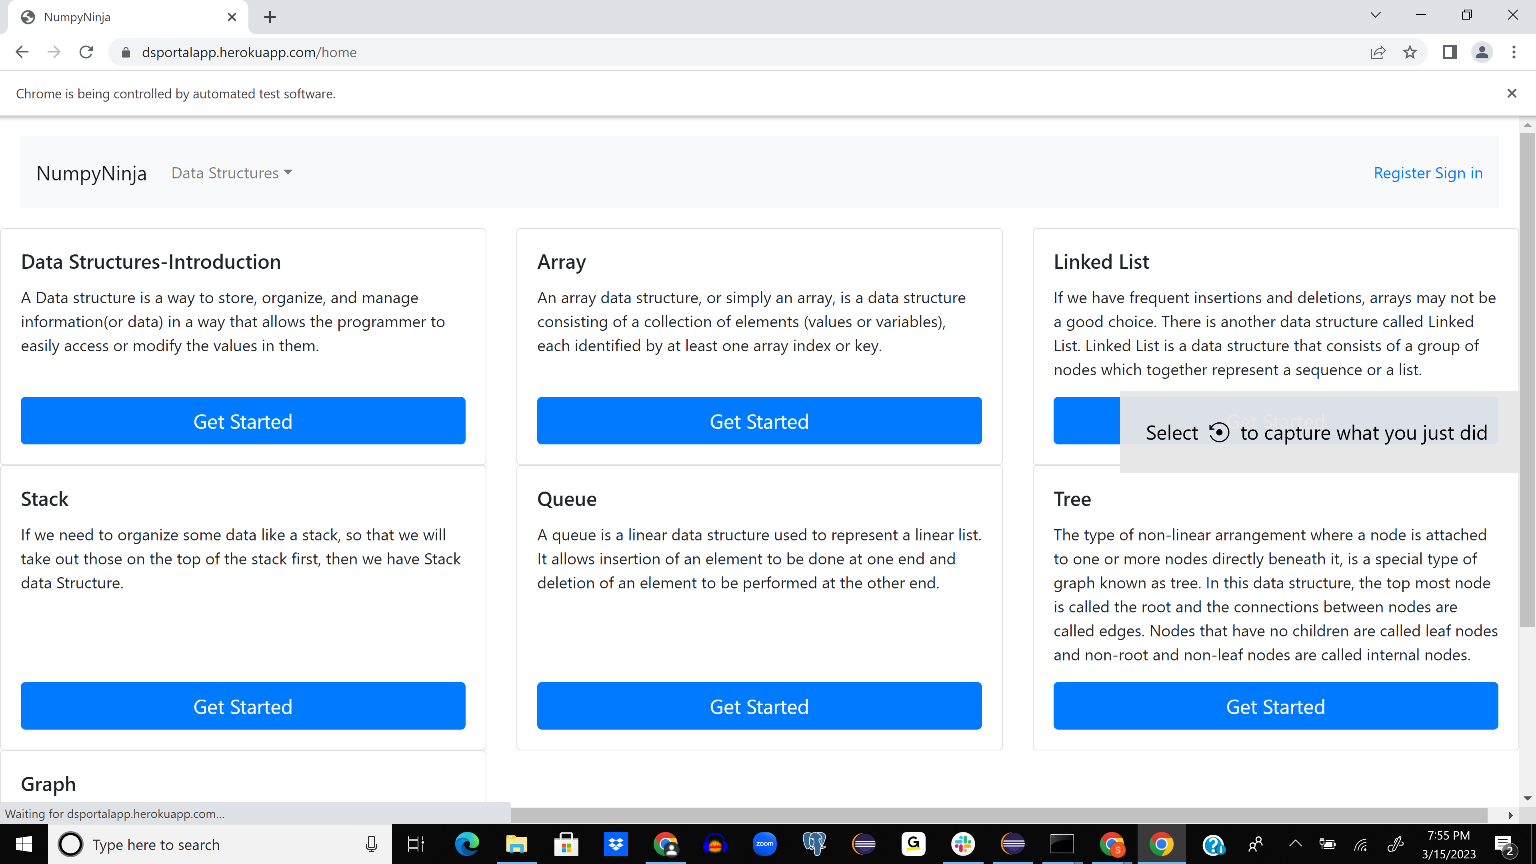 NumpyNinja
dsportalapp.herokuapp.com/home
Chrome is being controlled by automated test software.
NumpyNinja
Data Structures
Register Sign in
Data Structures-Introduction
A Data structure is a way to store, organize, and manage
information(or data) in a way that allows the programmer to
easily access or modify the values in them.
Get Started
Array
An array data structure, or simply an array, is a data structure
consisting of a collection of elements (values or variables),
each identified by at least one array index or key.
Get Started
Linked List
If we have frequent insertions and deletions, arrays may not be
a good choice. There is another data structure called Linked
List. Linked List is a data structure that consists of a group of
nodes which together represent a sequence or a list.
Get Started
Select to capture what you just did
Stack
If we need to organize some data like a stack, so that we will
take out those on the top of the stack first, then we have Stack
data Structure.
Get Started
Queue
A queue is a linear data structure used to represent a linear list.
It allows insertion of an element to be done at one end and
deletion of an element to be performed at the other end.
Get Started
Tree
The type of non-linear arrangement where a node is attached
to one or more nodes directly beneath it, is a special type of
graph known as tree. In this data structure, the top most node
is called the root and the connections between nodes are
called edges. Nodes that have no children are called leaf nodes
and non-root and non-leaf nodes are called internal nodes.
Get Started
Graph
Waiting for dsportalapp.herokuapp.com...
Type here to search
zoom
G
S
7:55 PM
3/15/2023
2